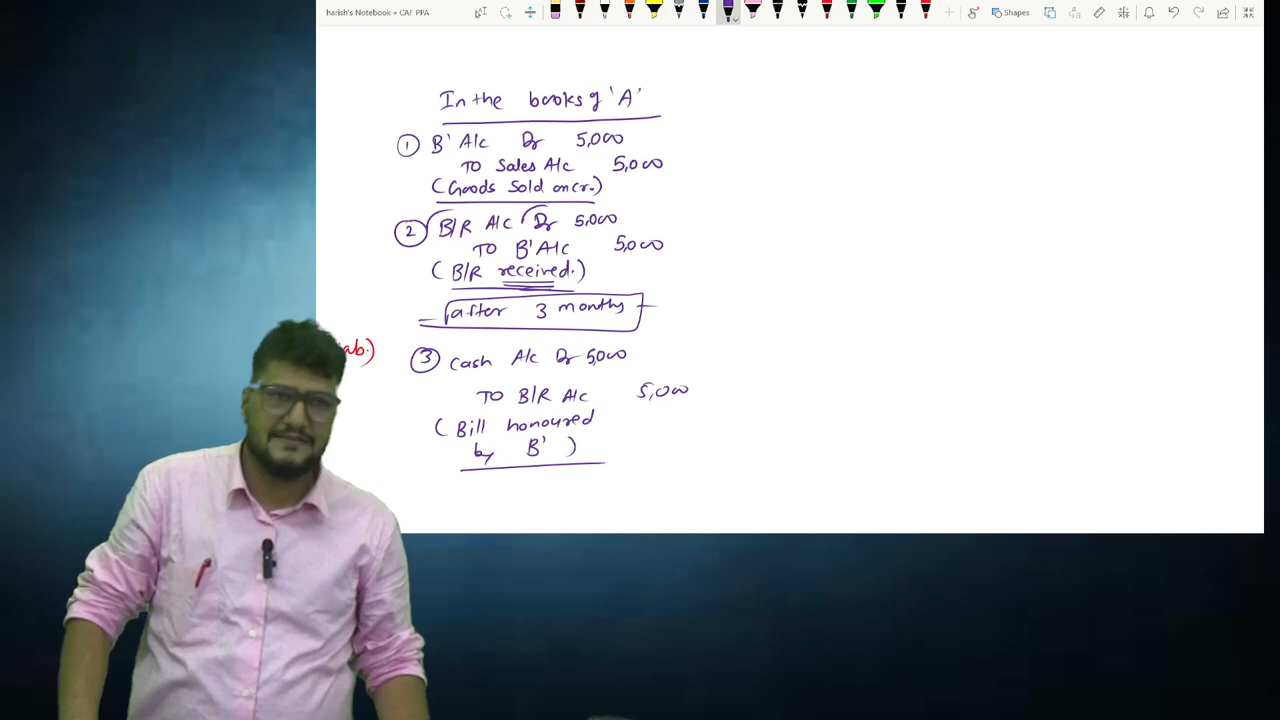 harish's Notebook » CAF PPA
Shapes
In the books of 'A'
① B' A/c Dr 5,000
To Sales A/c 5,000
(Goods Sold on cr.)
② B/R A/c Dr 5,000
To B' A/c 5,000
(B/R received.)
after 3 months
ab.)
③ Cash A/c Dr 5,000
To B/R A/c 5,000
(Bill honoured
by B')